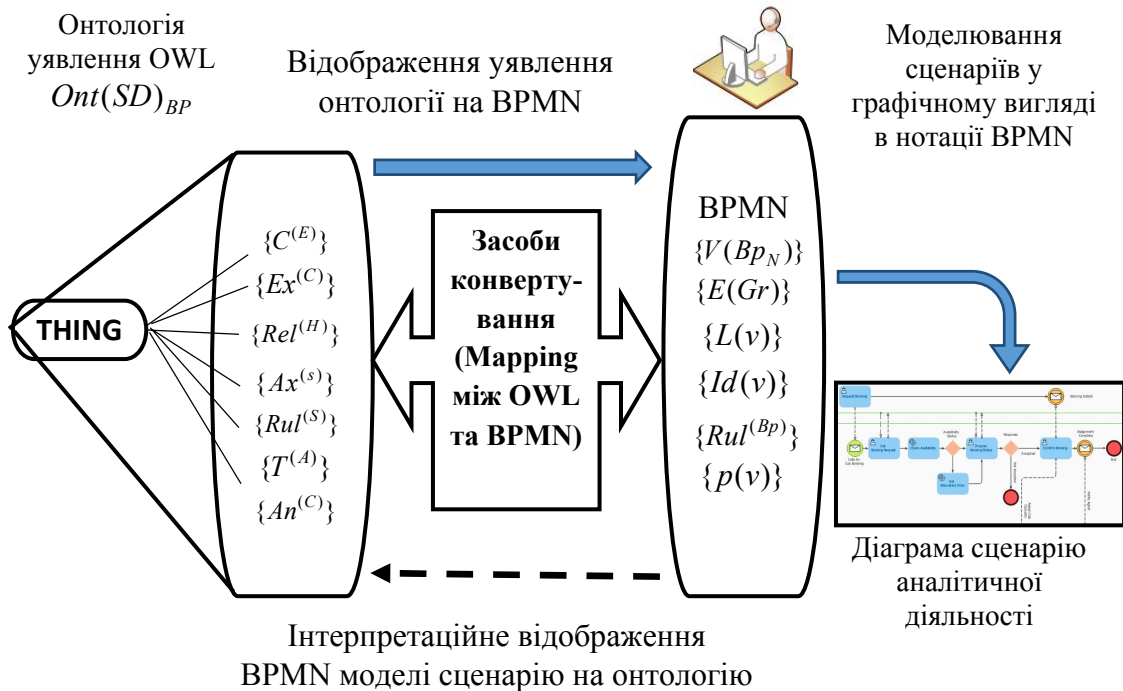 Онтологія
уявлення OWL
Ont(SD)_{BP}
Відображення уявлення
онтології на BPMN
Моделювання
сценаріїв у
графічному вигляді
в нотації BPMN
THING
{C^{(E)}}
{Ex^{(C)}}
{Rel^{(H)}}
{Ax^{(s)}}
{Rul^{(S)}}
{T^{(A)}}
{An^{(C)}}
Засоби
конверту-
вання
(Mapping
між OWL
та BPMN)
BPMN
{V(Bp_N)}
{E(Gr)}
{L(v)}
{Id(v)}
{Rul^{(Bp)}}
{p(v)}
Діаграма сценарію
аналітичної
діяльності
Інтерпретаційне відображення
BPMN моделі сценарію на онтологію